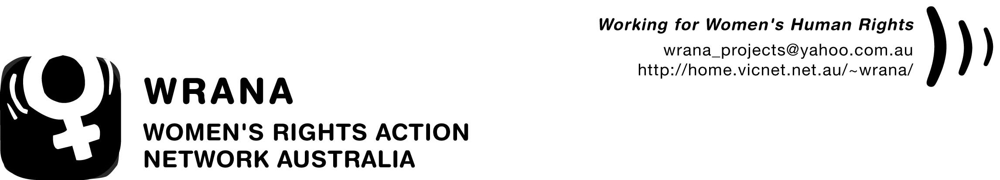 Working for Women's Human Rights
wrana_projects@yahoo.com.au
http://home.vicnet.net.au/~wrana/
WRANA
WOMEN'S RIGHTS ACTION
NETWORK AUSTRALIA